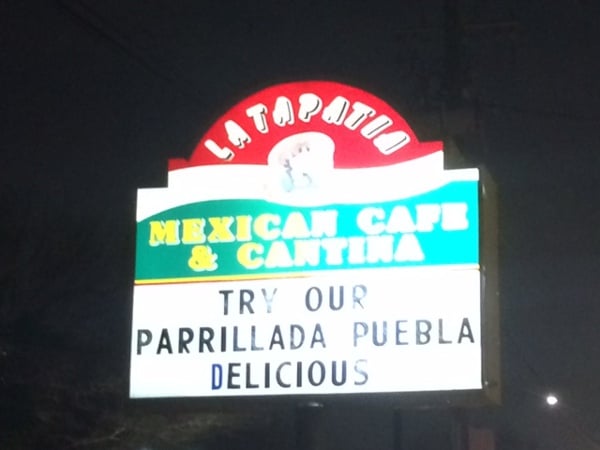 LA TAPATIA
MEXICAN CAFE
& CANTINA
TRY OUR
PARRILLADA PUEBLA
DELICIOUS